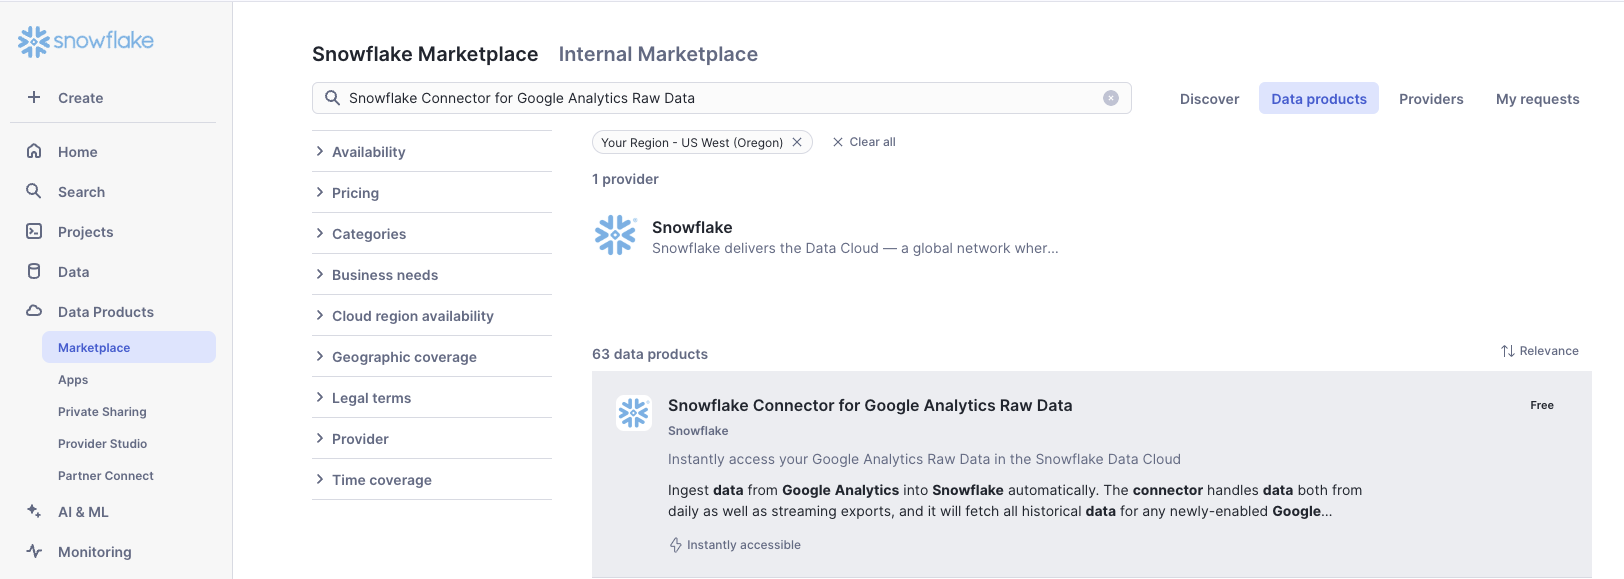 snowflake
Create
Home
Search
Projects
Data
Data Products
Marketplace
Apps
Private Sharing
Provider Studio
Partner Connect
AI & ML
Monitoring
Snowflake Marketplace
Internal Marketplace
Snowflake Connector for Google Analytics Raw Data
Discover
Data products
Providers
My requests
Availability
Pricing
Categories
Business needs
Cloud region availability
Geographic coverage
Legal terms
Provider
Time coverage
Your Region - US West (Oregon)
Clear all
1 provider
Snowflake
Snowflake delivers the Data Cloud — a global network wher...
63 data products
Relevance
Snowflake Connector for Google Analytics Raw Data
Free
Snowflake
Instantly access your Google Analytics Raw Data in the Snowflake Data Cloud
Ingest data from Google Analytics into Snowflake automatically. The connector handles data both from
daily as well as streaming exports, and it will fetch all historical data for any newly-enabled Google...
Instantly accessible